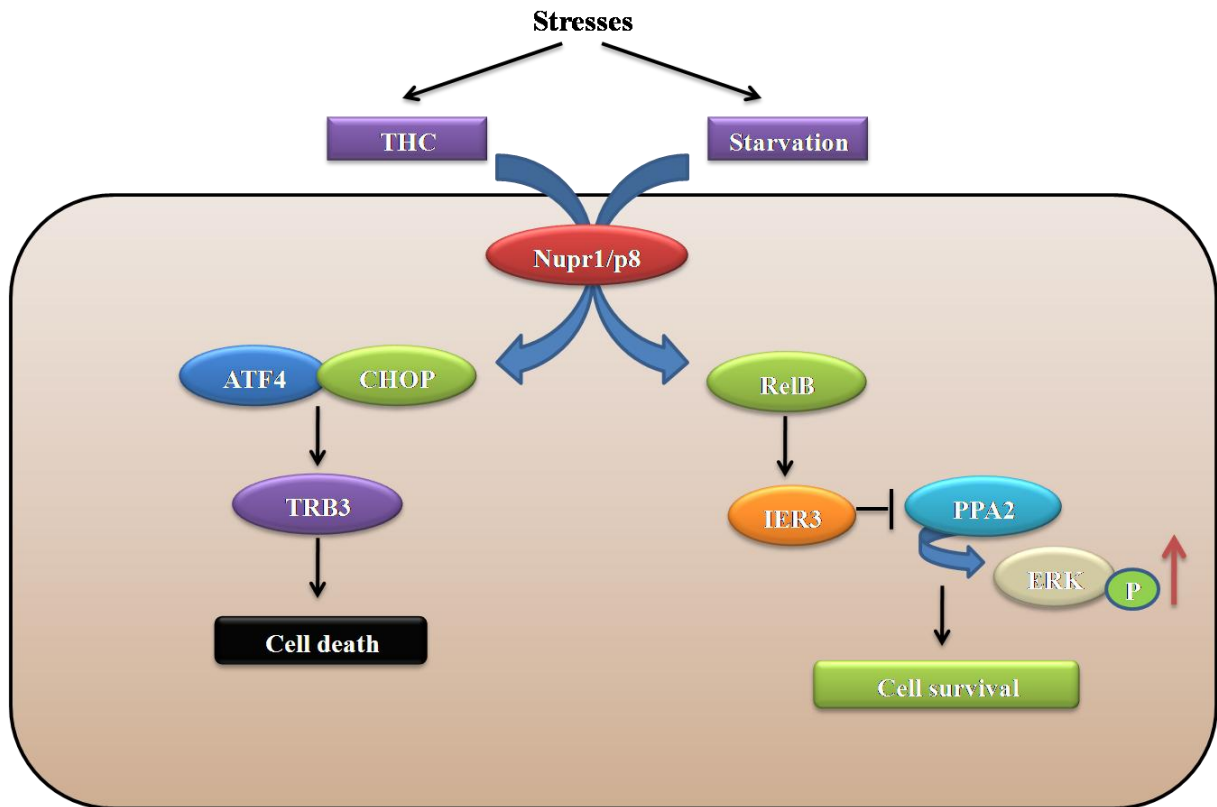 Stresses
THC
Starvation
Nupr1/p8
ATF4
CHOP
RelB
TRB3
IER3
PPA2
ERK
P
Cell death
Cell survival